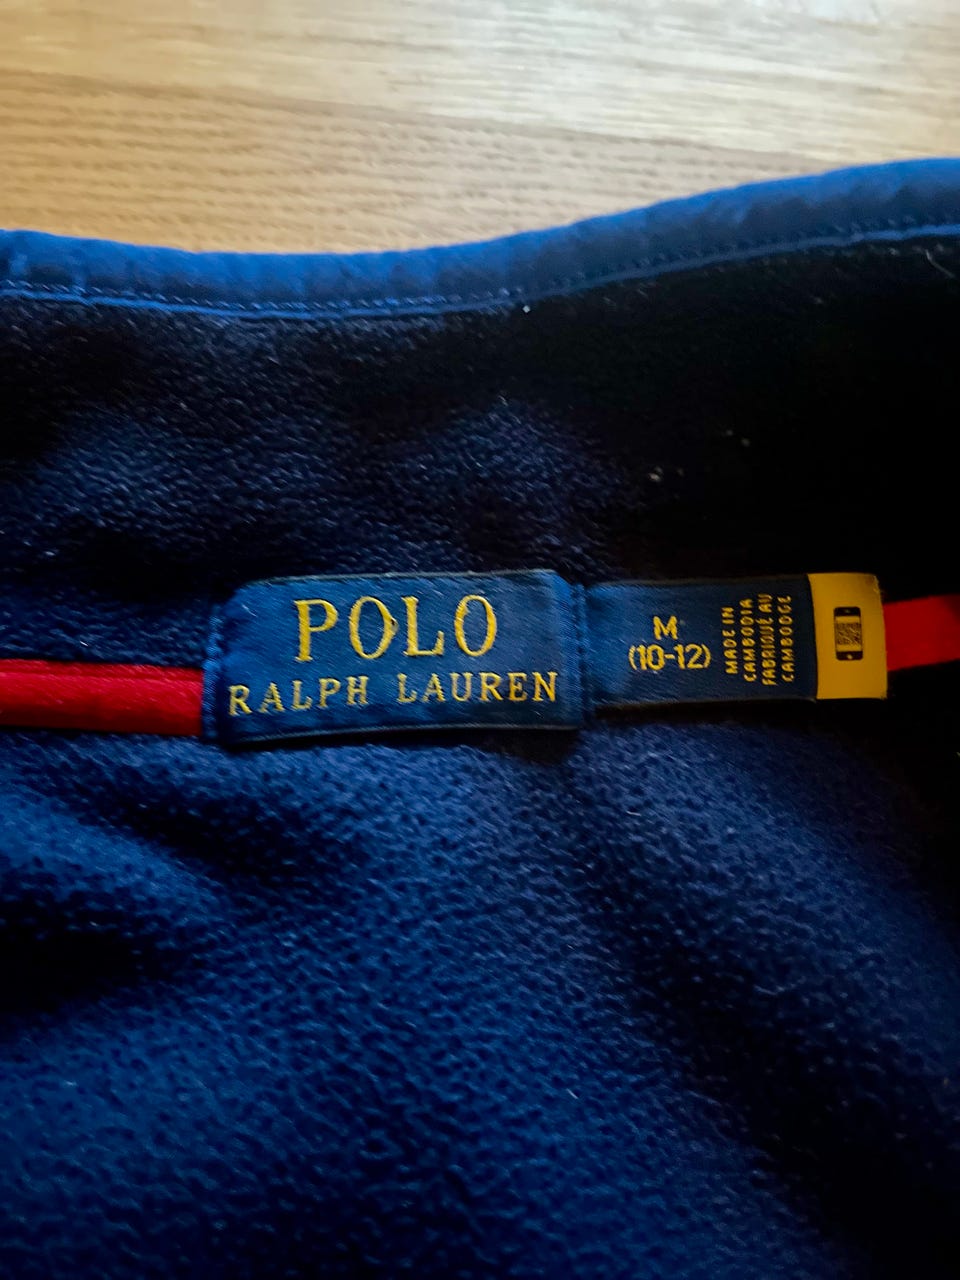 POLO
RALPH LAUREN
M
(10-12)
MADE IN
CAMBODIA
FABRIQUÉ AU
CAMBODGE